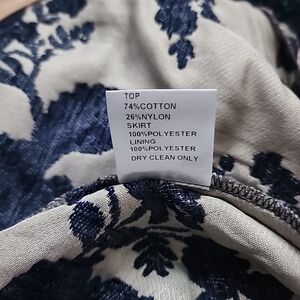 TOP
74%COTTON
26%NYLON
SKIRT
100%POLYESTER
LINING
100%POLYESTER
DRY CLEAN ONLY